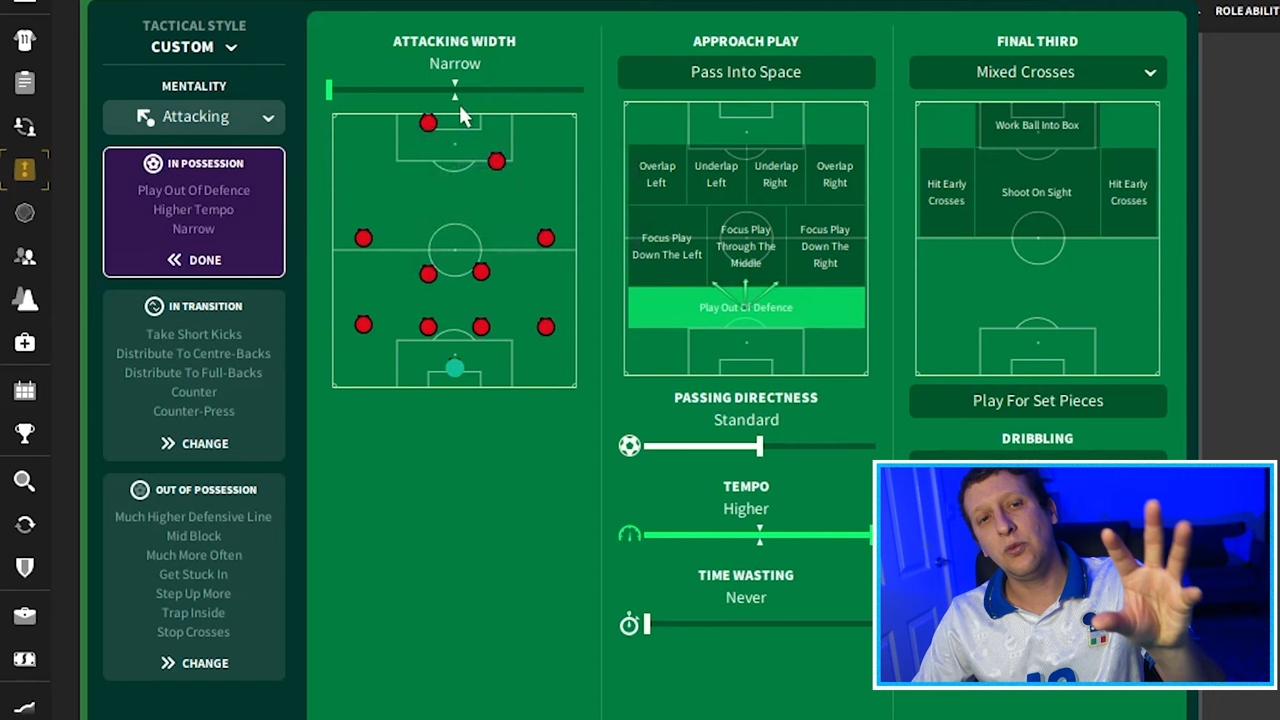 ROLE ABILIT
TACTICAL STYLE
CUSTOM
MENTALITY
Attacking
IN POSSESSION
Play Out Of Defence
Higher Tempo
Narrow
DONE
IN TRANSITION
Take Short Kicks
Distribute To Centre-Backs
Distribute To Full-Backs
Counter
Counter-Press
CHANGE
OUT OF POSSESSION
Much Higher Defensive Line
Mid Block
Much More Often
Get Stuck In
Step Up More
Trap Inside
Stop Crosses
CHANGE
ATTACKING WIDTH
Narrow
APPROACH PLAY
Pass Into Space
Overlap
Left
Underlap
Left
Underlap
Right
Overlap
Right
Focus Play
Down The Left
Focus Play
Through The
Middle
Focus Play
Down The
Right
Play Out Of Defence
PASSING DIRECTNESS
Standard
TEMPO
Higher
TIME WASTING
Never
FINAL THIRD
Mixed Crosses
Work Ball Into Box
Hit Early
Crosses
Shoot On Sight
Hit Early
Crosses
Play For Set Pieces
DRIBBLING